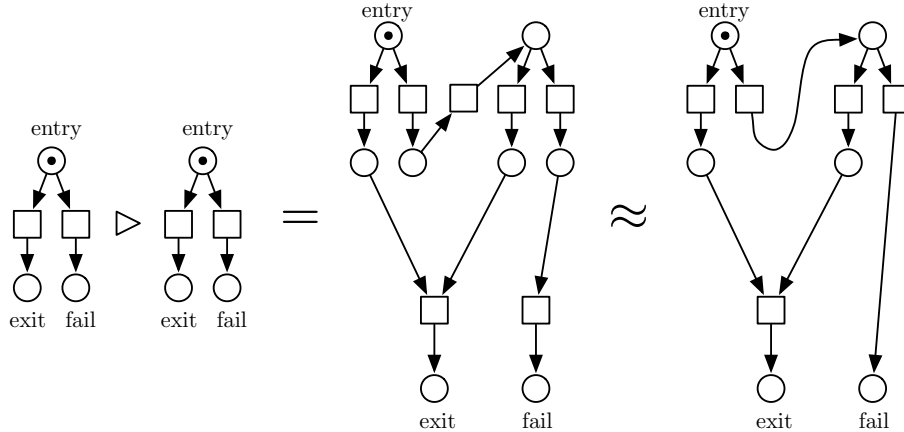 entry
entry
exit
fail
exit
fail
▷
=
entry
exit
fail
≈
entry
exit
fail